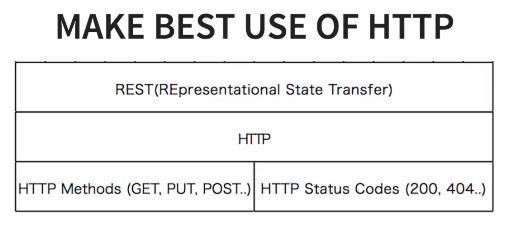 MAKE BEST USE OF HTTP
REST(REpresentational State Transfer)
HTTP
HTTP Methods (GET, PUT, POST..)
HTTP Status Codes (200, 404..)